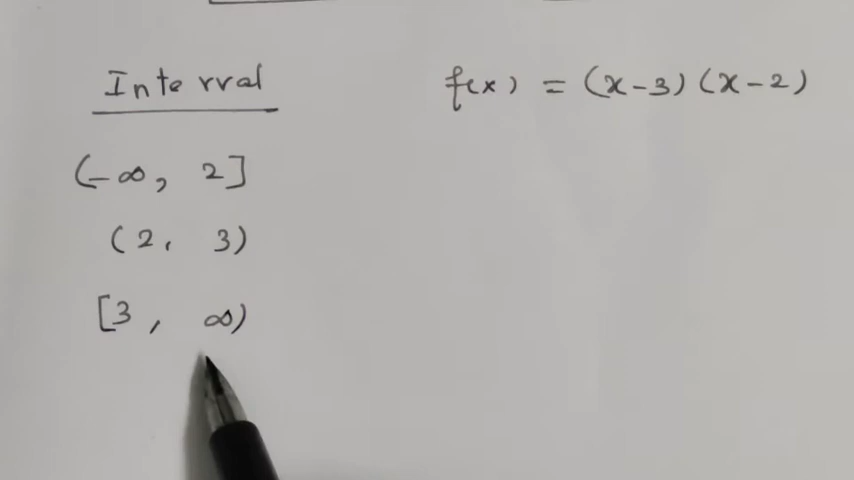 Interval
f(x) = (x-3)(x-2)
(-∞, 2]
(2, 3)
[3, ∞)